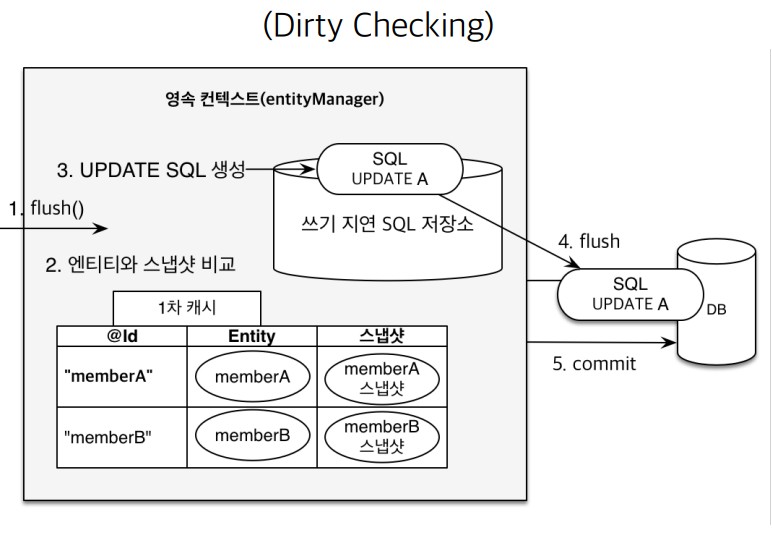 (Dirty Checking)
영속 컨텍스트(entityManager)
3. UPDATE SQL 생성
SQL
UPDATE A
쓰기 지연 SQL 저장소
1. flush()
2. 엔티티와 스냅샷 비교
4. flush
SQL
UPDATE A
DB
5. commit
1차 캐시
@Id Entity 스냅샷
"memberA" memberA memberA
스냅샷
"memberB" memberB memberB
스냅샷